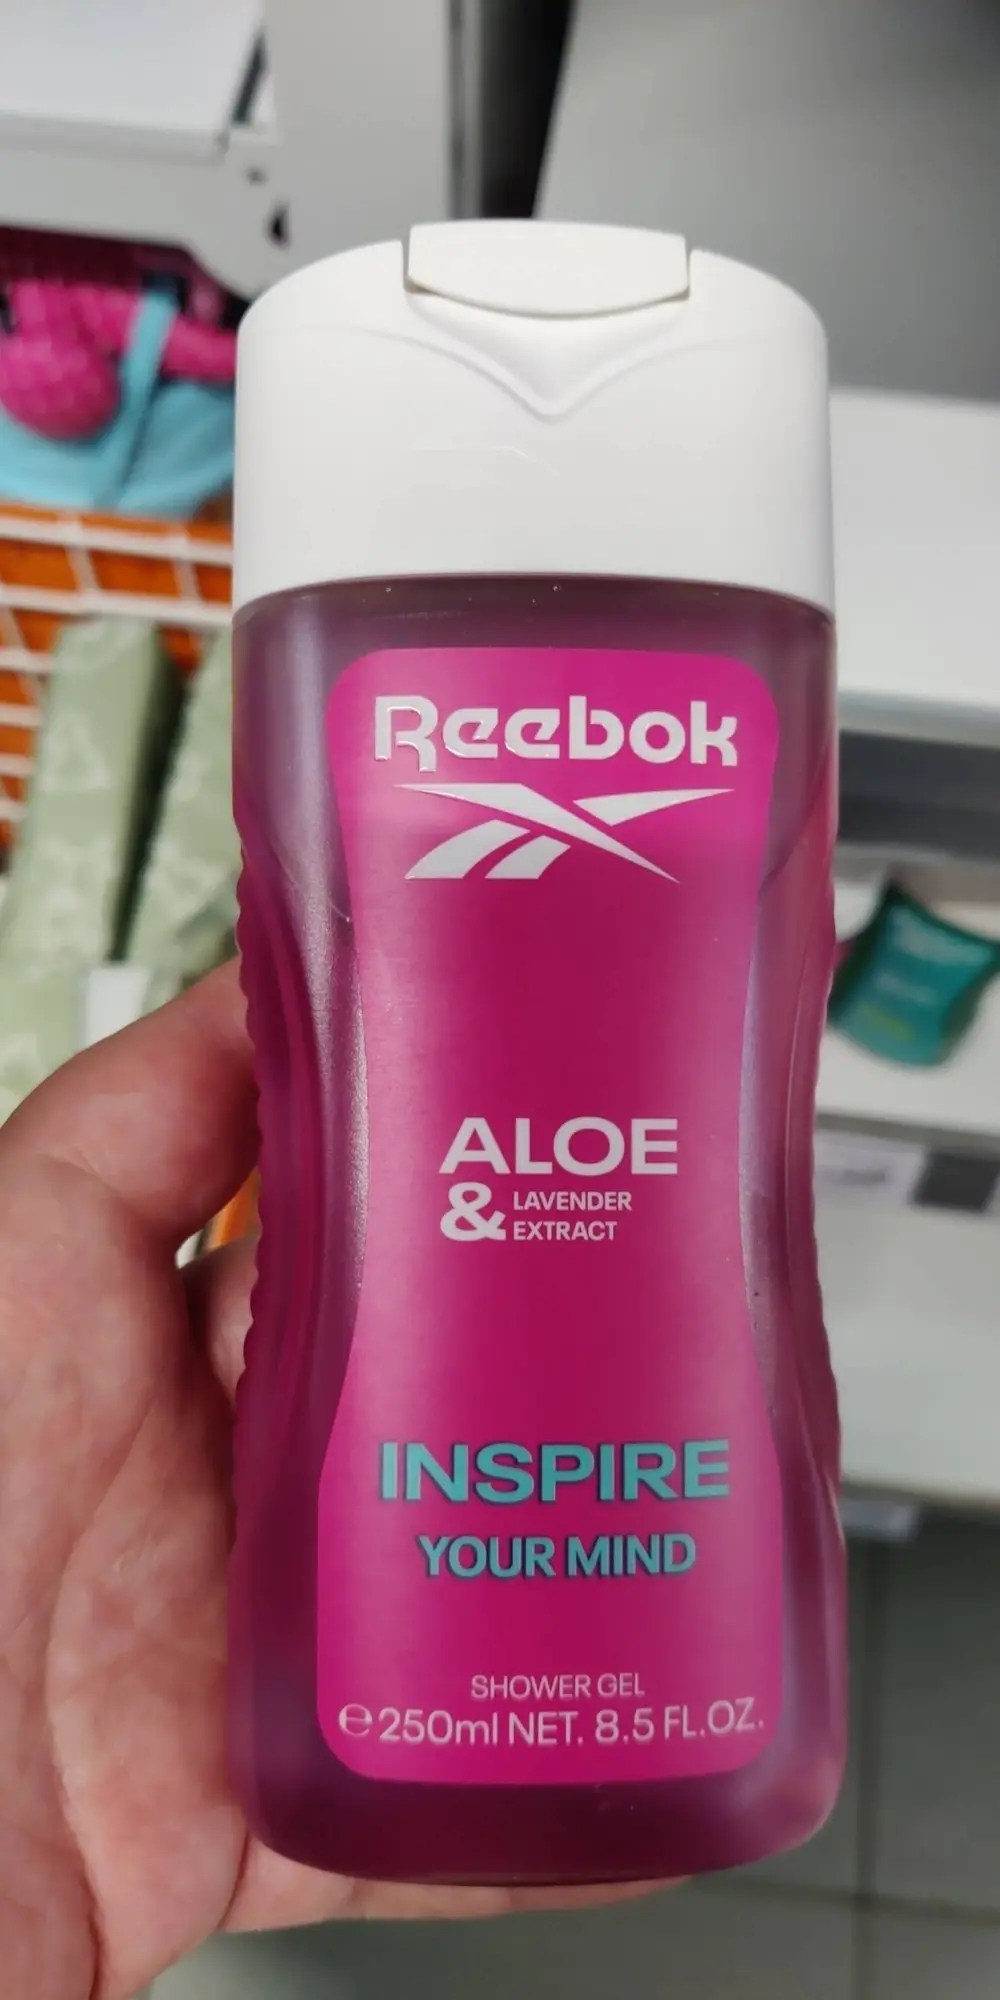 Reebok
ALOE
& LAVENDER
EXTRACT
INSPIRE
YOUR MIND
SHOWER GEL
℮250ml NET. 8.5 FL.OZ.